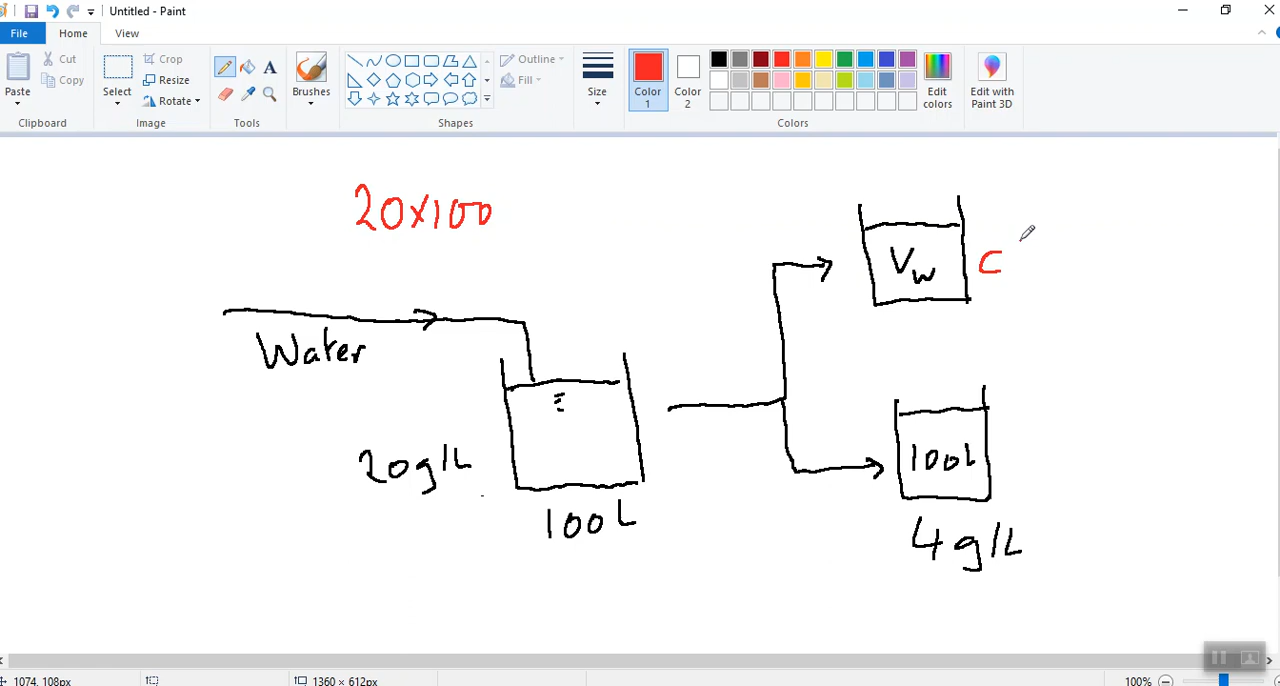 Untitled - Paint
File Home View
Paste Cut Copy Clipboard
Select Crop Resize Rotate Image
A Tools
Brushes
Outline Fill Shapes
Size
Color 1 Color 2 Edit colors Colors
Edit with Paint 3D
20x100
Vw C
Water
100L
20g/L
100L
4g/L
1074, 108px 1360 × 612px 100%